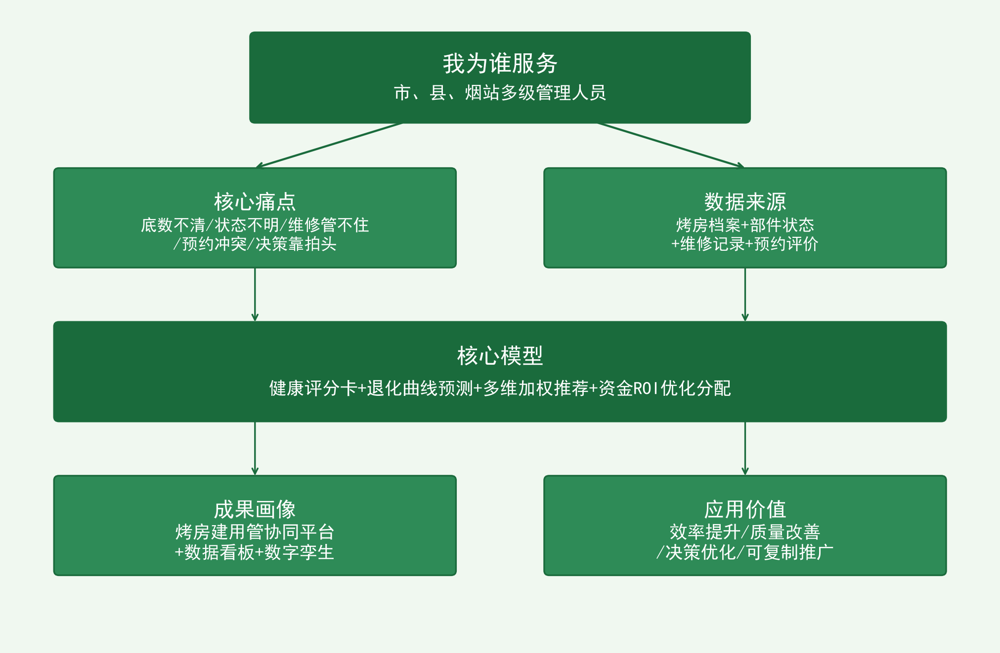 我为谁服务
市、县、烟站多级管理人员
核心痛点
底数不清/状态不明/维修管不住
/预约冲突/决策靠拍头
数据来源
烤房档案+部件状态
+维修记录+预约评价
核心模型
健康评分卡+退化曲线预测+多维加权推荐+资金ROI优化分配
成果画像
烤房建用管协同平台
+数据看板+数字孪生
应用价值
效率提升/质量改善
/决策优化/可复制推广